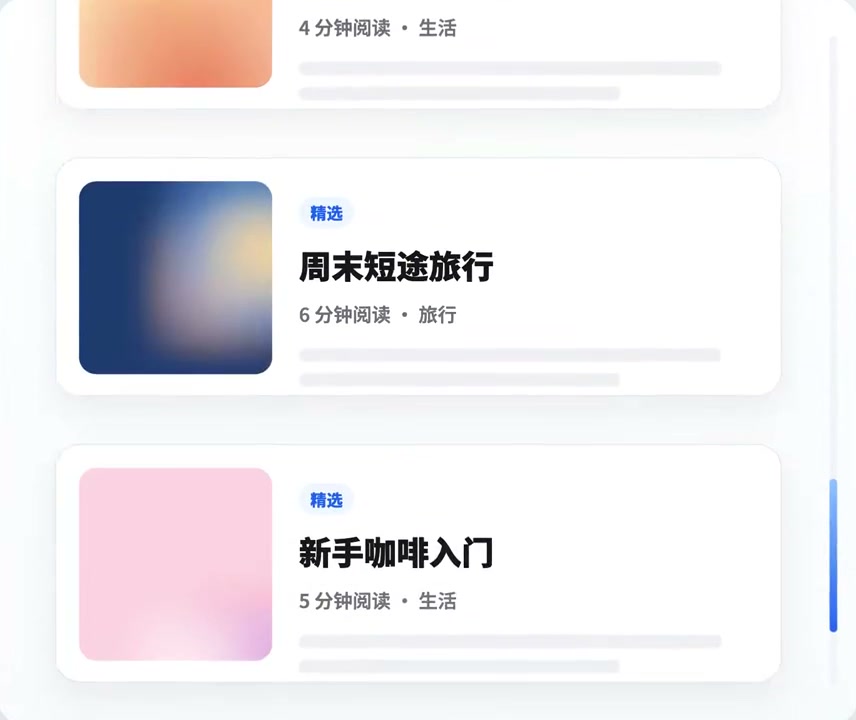 4 分钟阅读 • 生活
精选
周末短途旅行
6 分钟阅读 • 旅行
精选
新手咖啡入门
5 分钟阅读 • 生活